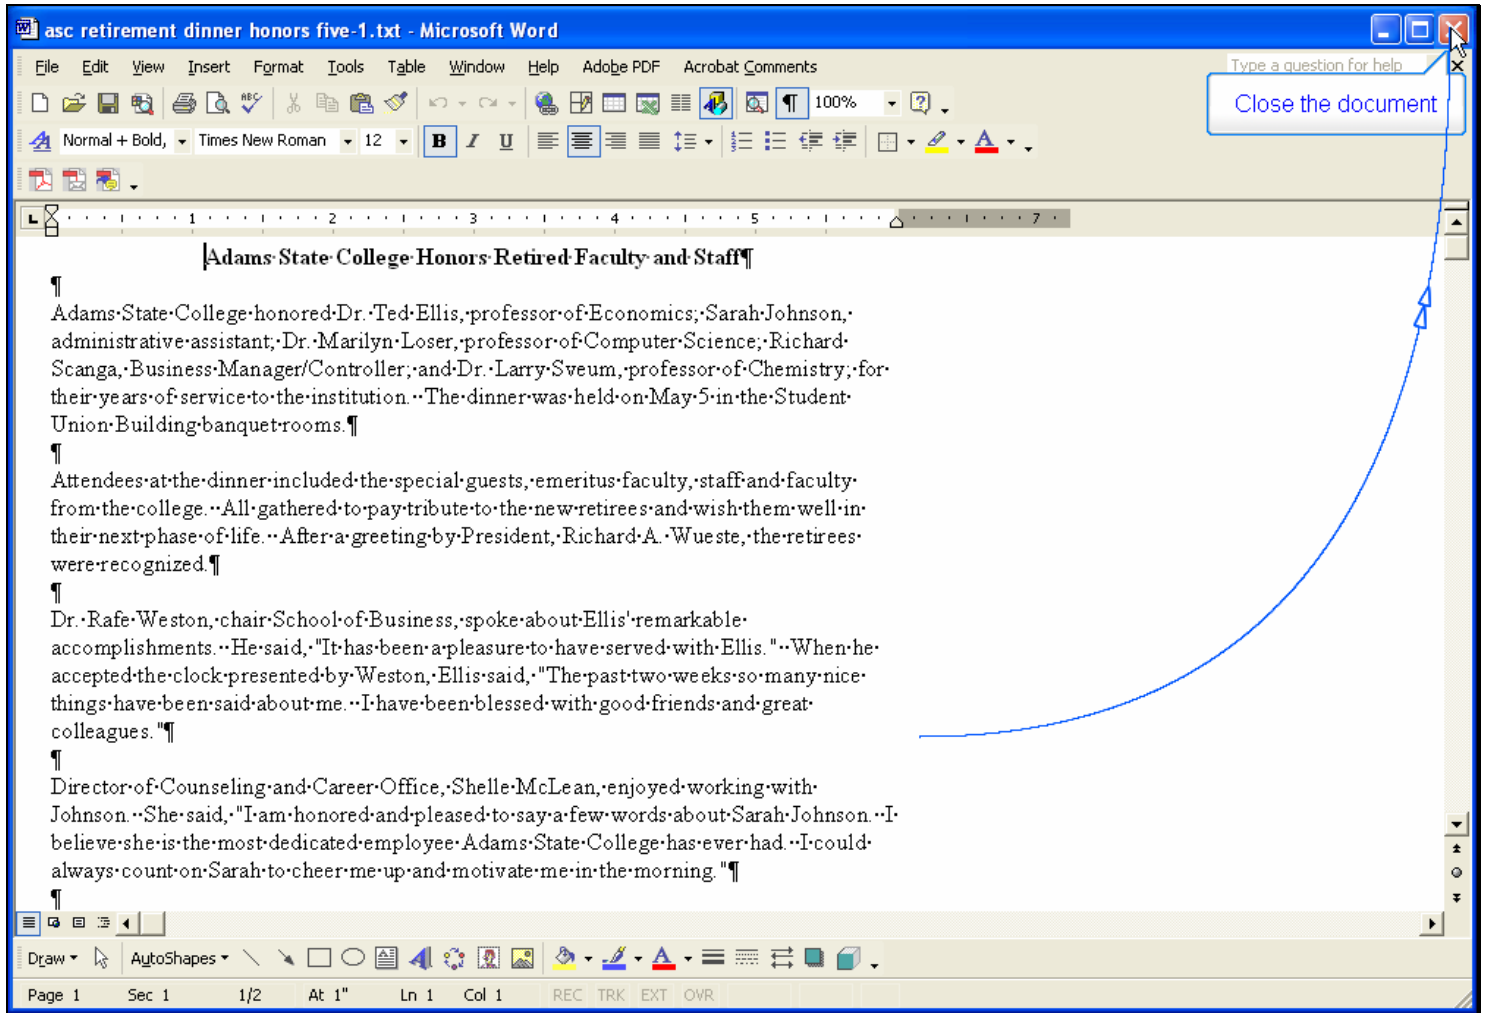 asc retirement dinner honors five-1.txt - Microsoft Word
File Edit View Insert Format Tools Table Window Help Adobe PDF Acrobat Comments Type a question for help
100%
Close the document
Normal + Bold, Times New Roman 12 B I U
1 2 3 4 5 7
Adams State College Honors Retired Faculty and Staff¶
¶
Adams State College honored Dr. Ted Ellis, professor of Economics; Sarah Johnson,
administrative assistant; Dr. Marilyn Loser, professor of Computer Science; Richard
Scanga, Business Manager/Controller; and Dr. Larry Sveum, professor of Chemistry; for
their years of service to the institution.  The dinner was held on May 5 in the Student
Union Building banquet rooms.¶
¶
Attendees at the dinner included the special guests, emeritus faculty, staff and faculty
from the college.  All gathered to pay tribute to the new retirees and wish them well in
their next phase of life.  After a greeting by President, Richard A. Wueste, the retirees
were recognized.¶
¶
Dr. Rafe Weston, chair School of Business, spoke about Ellis' remarkable
accomplishments.  He said, "It has been a pleasure to have served with Ellis."  When he
accepted the clock presented by Weston, Ellis said, "The past two weeks so many nice
things have been said about me.  I have been blessed with good friends and great
colleagues."¶
¶
Director of Counseling and Career Office, Shelle McLean, enjoyed working with
Johnson.  She said, "I am honored and pleased to say a few words about Sarah Johnson.  I
believe she is the most dedicated employee Adams State College has ever had.  I could
always count on Sarah to cheer me up and motivate me in the morning."¶
¶
Draw AutoShapes
Page 1 Sec 1 1/2 At 1" Ln 1 Col 1 REC TRK EXT OVR